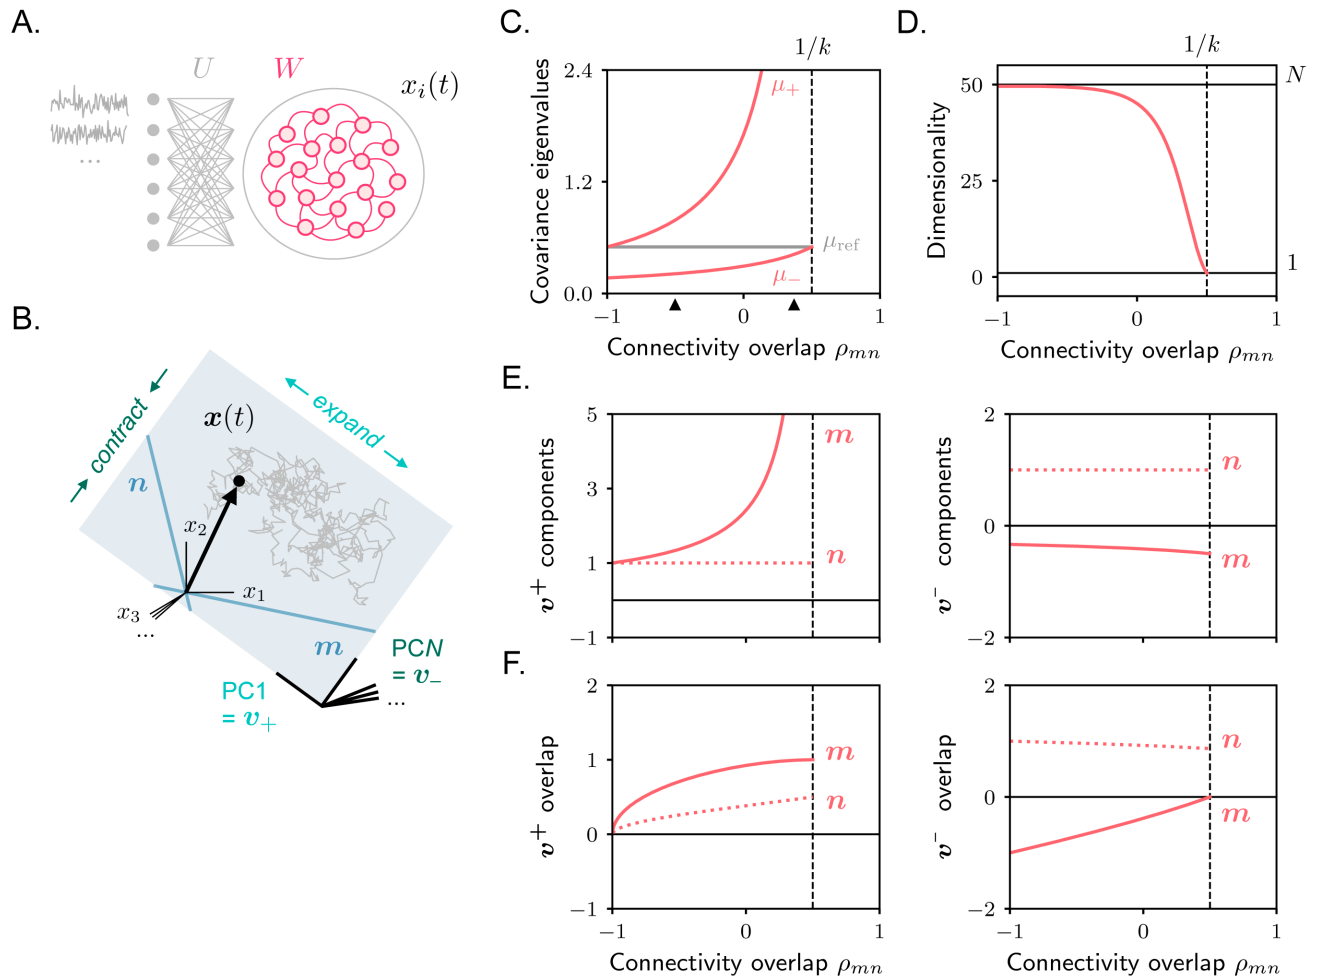 A.
U W
x_i(t)
...
B.
contract
expand
x(t)
n
x_2
x_1
x_3
...
m
PCN
= v_−
PC1
= v_+
...
C.
1/k
Covariance eigenvalues
2.4
1.2
0.0
μ_+
μ_ref
μ_−
−1 0 1
Connectivity overlap ρ_mn
D.
1/k
N
1
Dimensionality
50
25
0
−1 0 1
Connectivity overlap ρ_mn
E.
v^+ components
5
3
1
−1
m
n
v^− components
2
0
−2
n
m
F.
v^+ overlap
2
1
0
−1
m
n
−1 0 1
Connectivity overlap ρ_mn
v^− overlap
2
0
−2
n
m
−1 0 1
Connectivity overlap ρ_mn